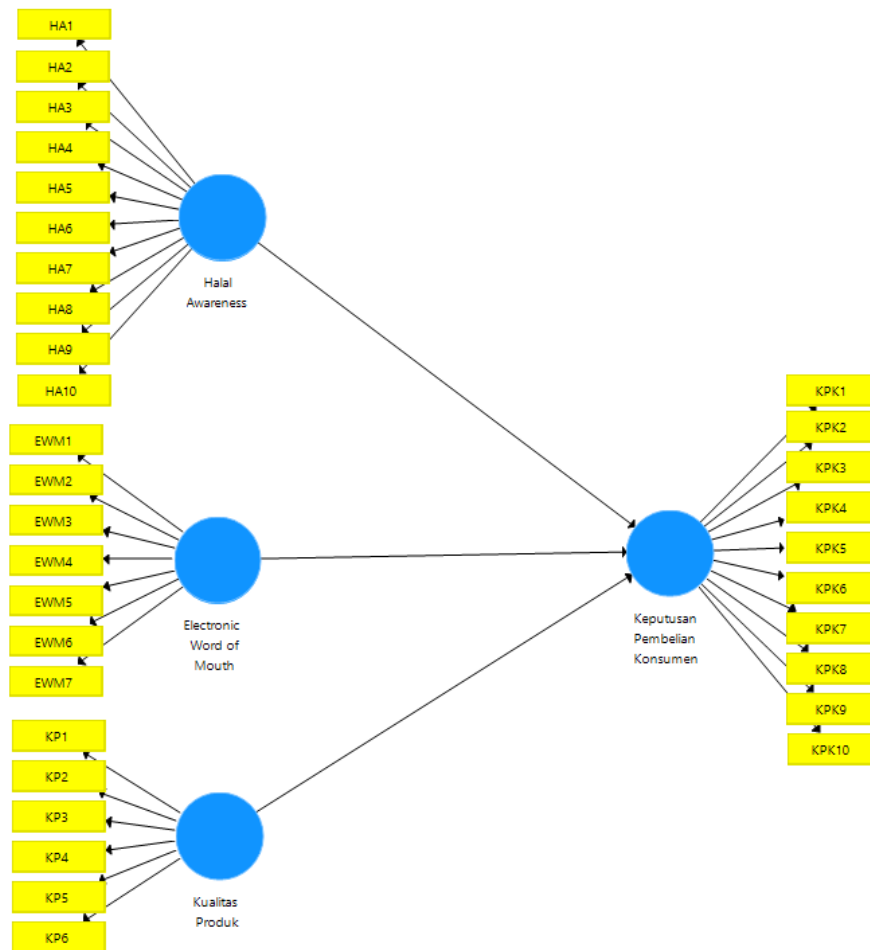 HA1
HA2
HA3
HA4
HA5
HA6
HA7
HA8
HA9
HA10
Halal
Awareness
EWM1
EWM2
EWM3
EWM4
EWM5
EWM6
EWM7
Electronic
Word of
Mouth
KP1
KP2
KP3
KP4
KP5
KP6
Kualitas
Produk
Keputusan
Pembelian
Konsumen
KPK1
KPK2
KPK3
KPK4
KPK5
KPK6
KPK7
KPK8
KPK9
KPK10